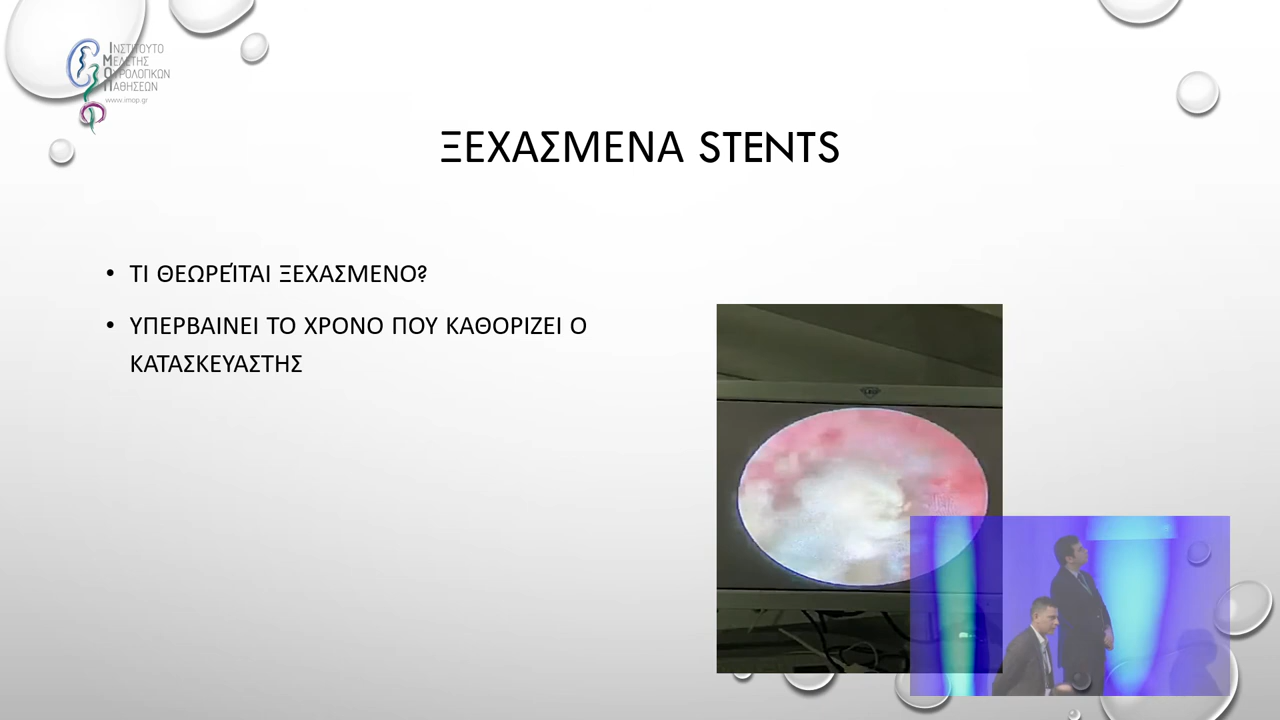 ΙΝΣΤΙΤΟΥΤΟ
ΜΕΛΕΤΗΣ
ΟΥΡΟΛΟΓΙΚΩΝ
ΠΑΘΗΣΕΩΝ
www.imop.gr
ΞΕΧΑΣΜΕΝΑ STENTS
• ΤΙ ΘΕΩΡΕΊΤΑΙ ΞΕΧΑΣΜΕΝΟ?
• ΥΠΕΡΒΑΙΝΕΙ ΤΟ ΧΡΟΝΟ ΠΟΥ ΚΑΘΟΡΙΖΕΙ Ο
ΚΑΤΑΣΚΕΥΑΣΤΗΣ